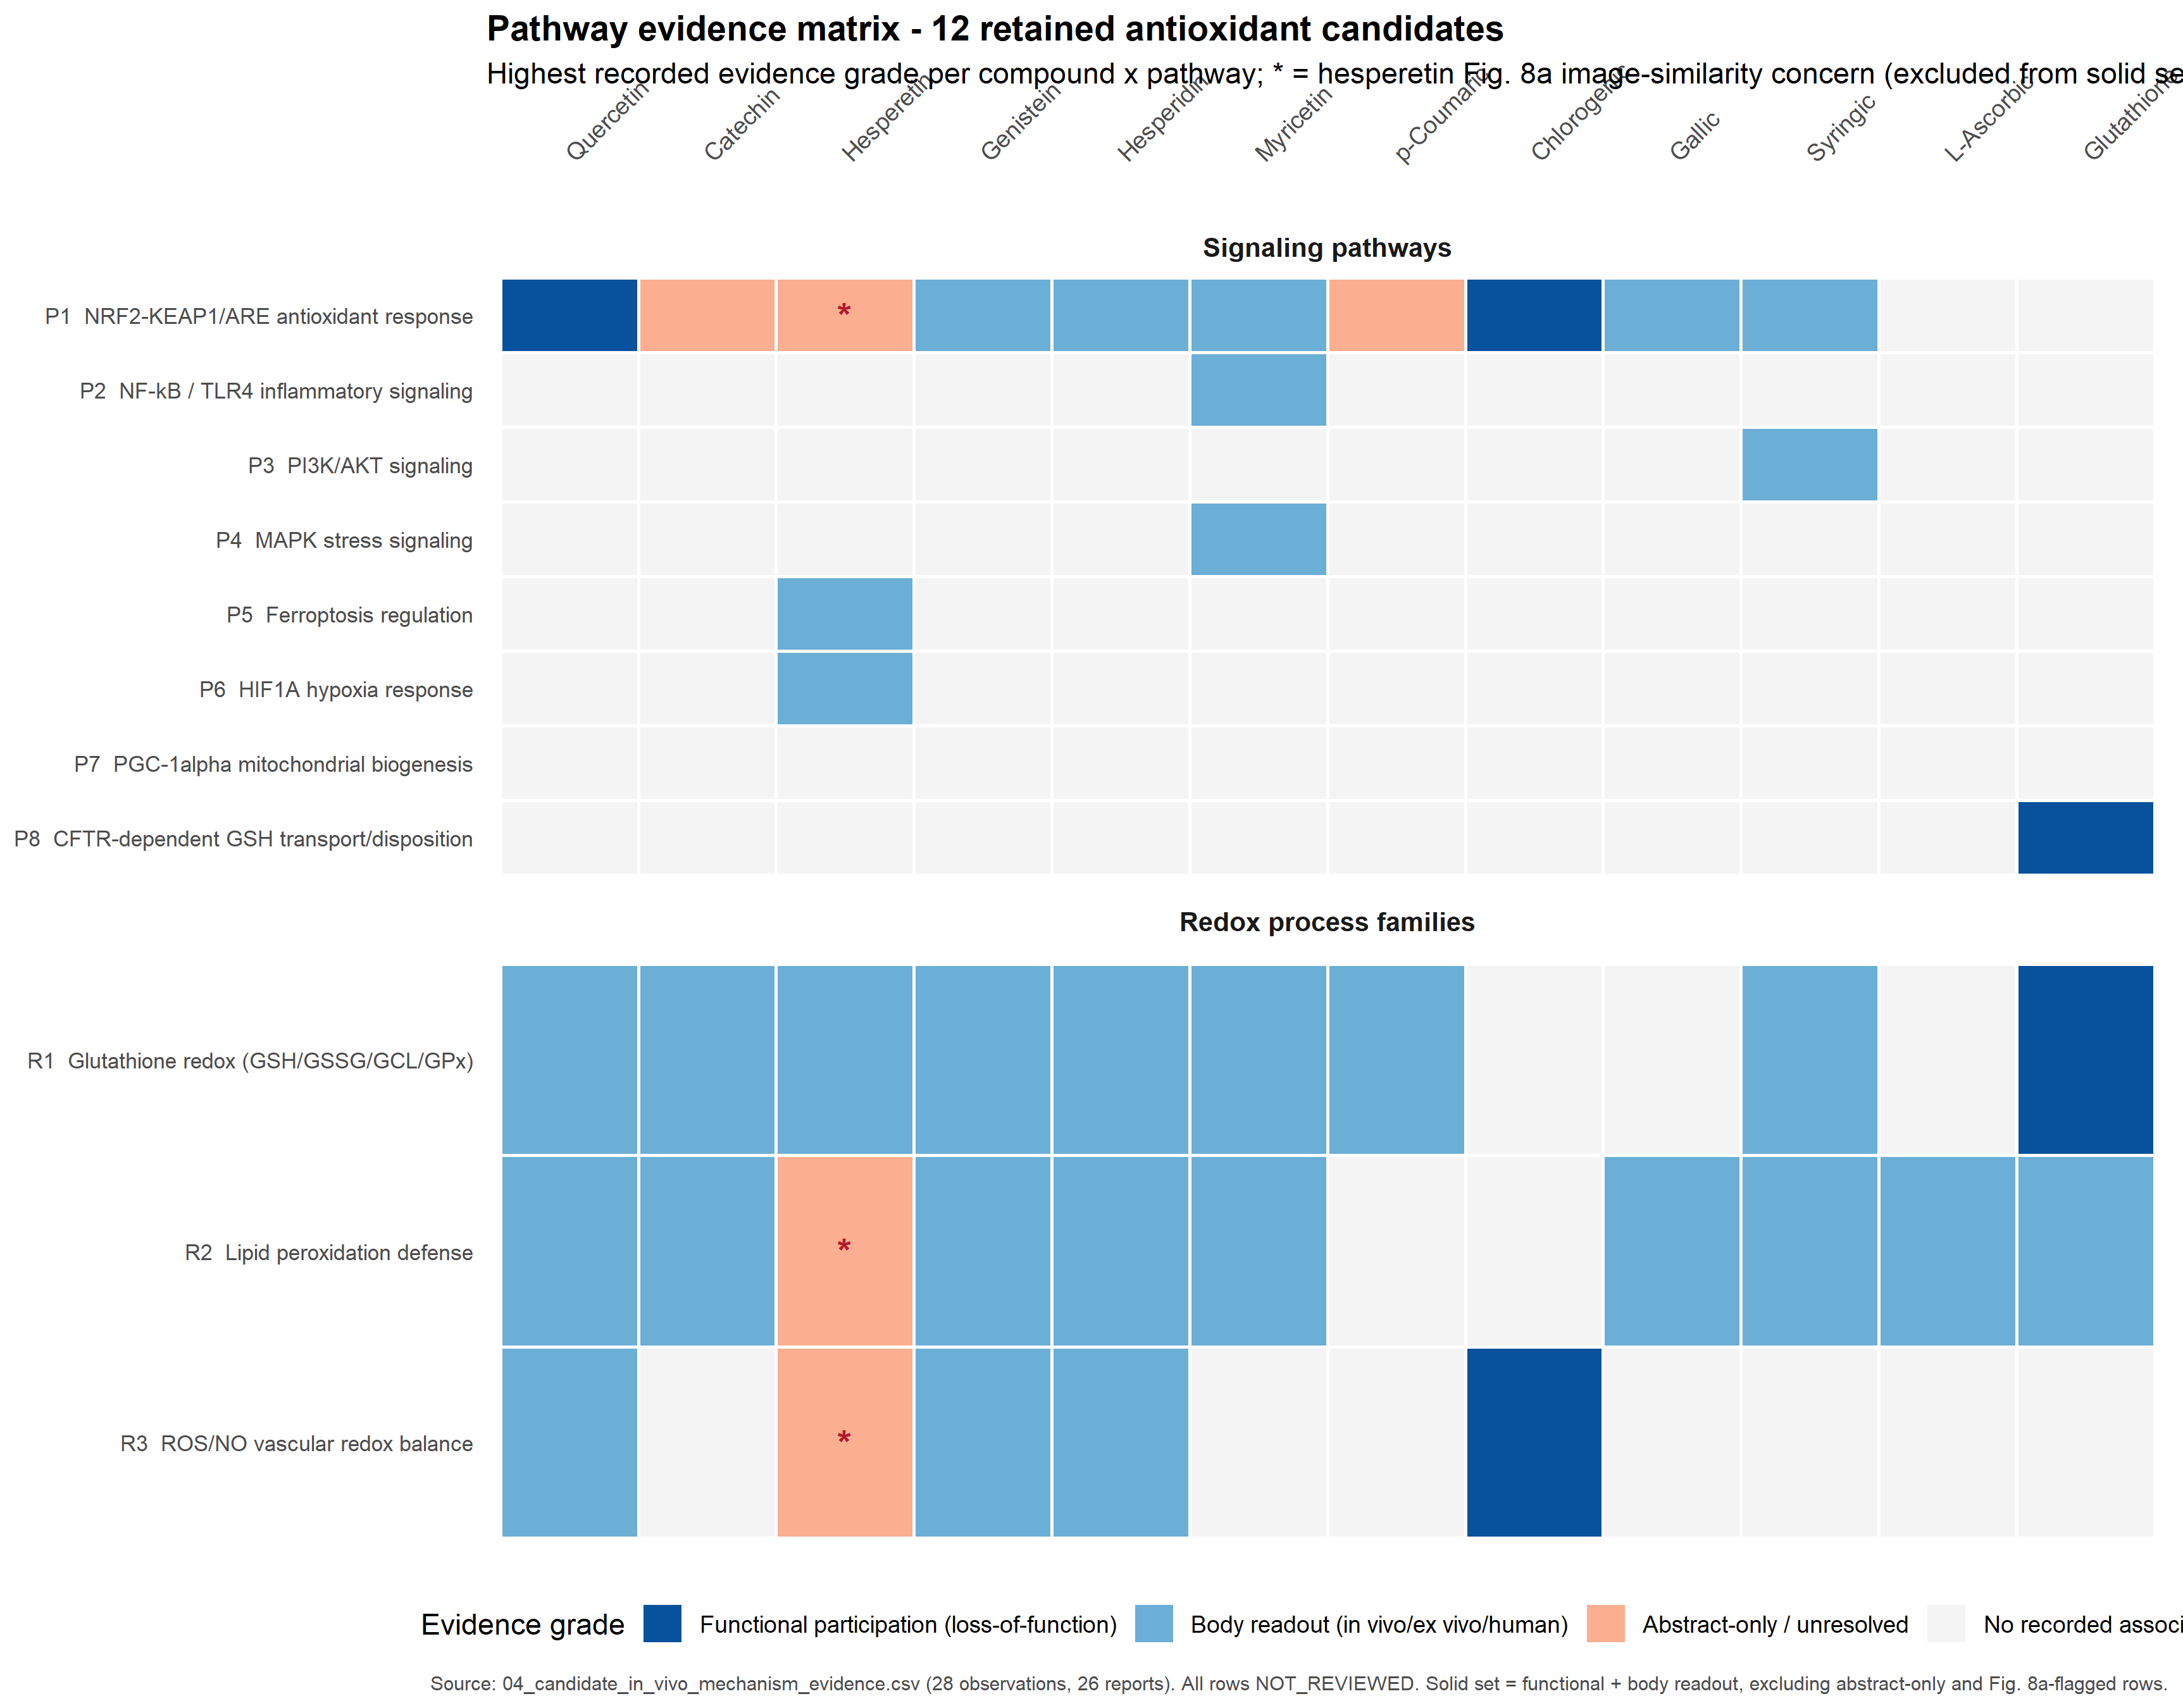 Pathway evidence matrix - 12 retained antioxidant candidates
Highest recorded evidence grade per compound x pathway; * = hesperetin Fig. 8a image-similarity concern (excluded from solid se
Quercetin
Catechin
Hesperetin
Genistein
Hesperidin
Myricetin
p-Coumaric
Chlorogenic
Gallic
Syringic
L-Ascorbic
Glutathione
Signaling pathways
P1 NRF2-KEAP1/ARE antioxidant response
*
P2 NF-kB / TLR4 inflammatory signaling
P3 PI3K/AKT signaling
P4 MAPK stress signaling
P5 Ferroptosis regulation
P6 HIF1A hypoxia response
P7 PGC-1alpha mitochondrial biogenesis
P8 CFTR-dependent GSH transport/disposition
Redox process families
R1 Glutathione redox (GSH/GSSG/GCL/GPx)
R2 Lipid peroxidation defense
*
R3 ROS/NO vascular redox balance
*
Evidence grade
Functional participation (loss-of-function)
Body readout (in vivo/ex vivo/human)
Abstract-only / unresolved
No recorded associ
Source: 04_candidate_in_vivo_mechanism_evidence.csv (28 observations, 26 reports). All rows NOT_REVIEWED. Solid set = functional + body readout, excluding abstract-only and Fig. 8a-flagged rows.